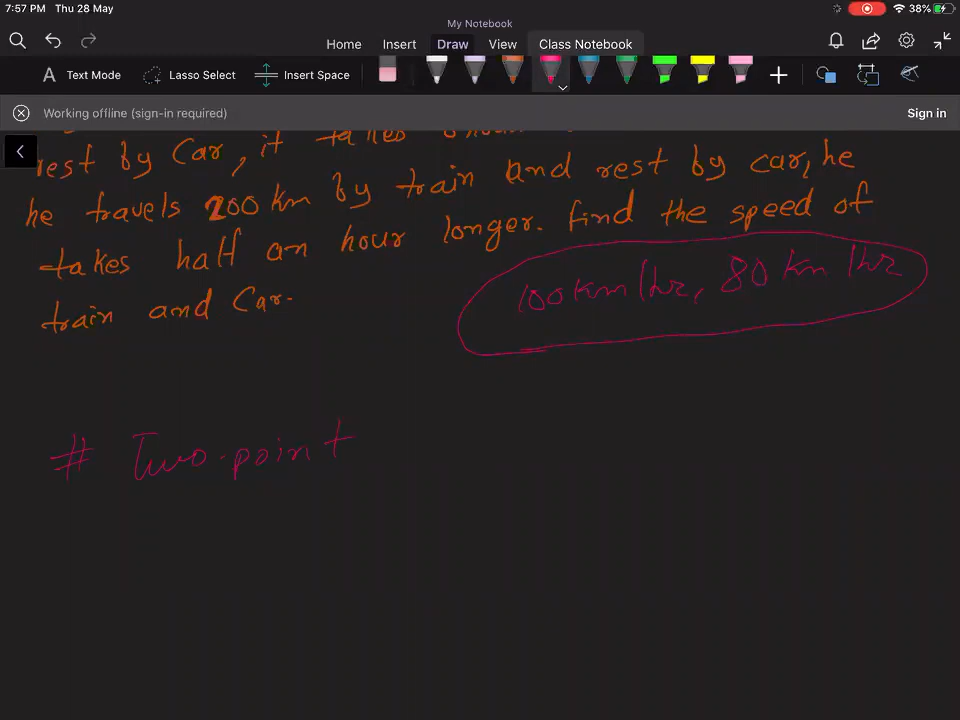 7:57 PM Thu 28 May
38%
My Notebook
Home Insert Draw View Class Notebook
Text Mode Lasso Select Insert Space
Working offline (sign-in required) Sign in
rest by Car, it takes
he travels 200 km by train and rest by car, he
takes half an hour longer. find the speed of
train and Car.
100 km/hr, 80 km/hr
# Two-point